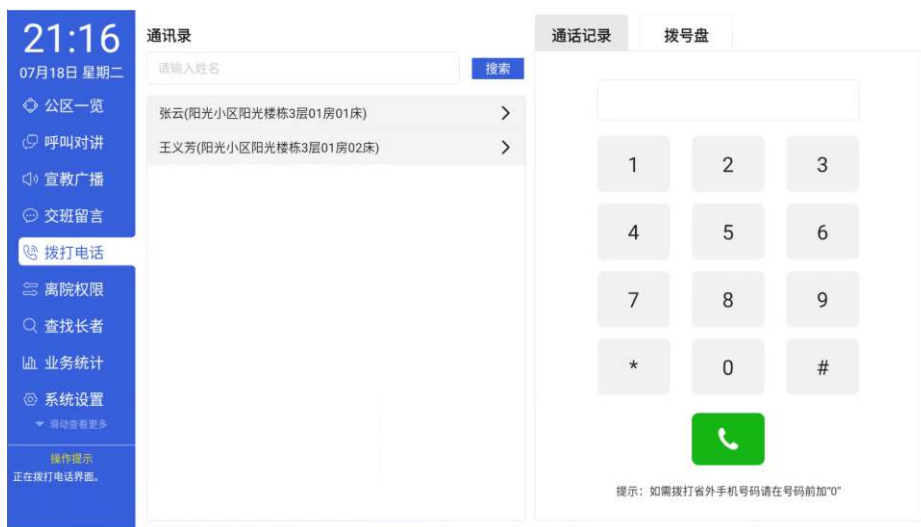 21:16
07月18日 星期二
公区一览
呼叫对讲
宣教广播
交班留言
拨打电话
离院权限
查找长者
业务统计
系统设置
滑动查看更多
操作提示
正在拨打电话界面。
通讯录
请输入姓名
搜索
张云(阳光小区阳光楼栋3层01房01床)
王义芳(阳光小区阳光楼栋3层01房02床)
通话记录 拨号盘
1 2 3
4 5 6
7 8 9
* 0 #
提示：如需拨打省外手机号码请在号码前加"0"